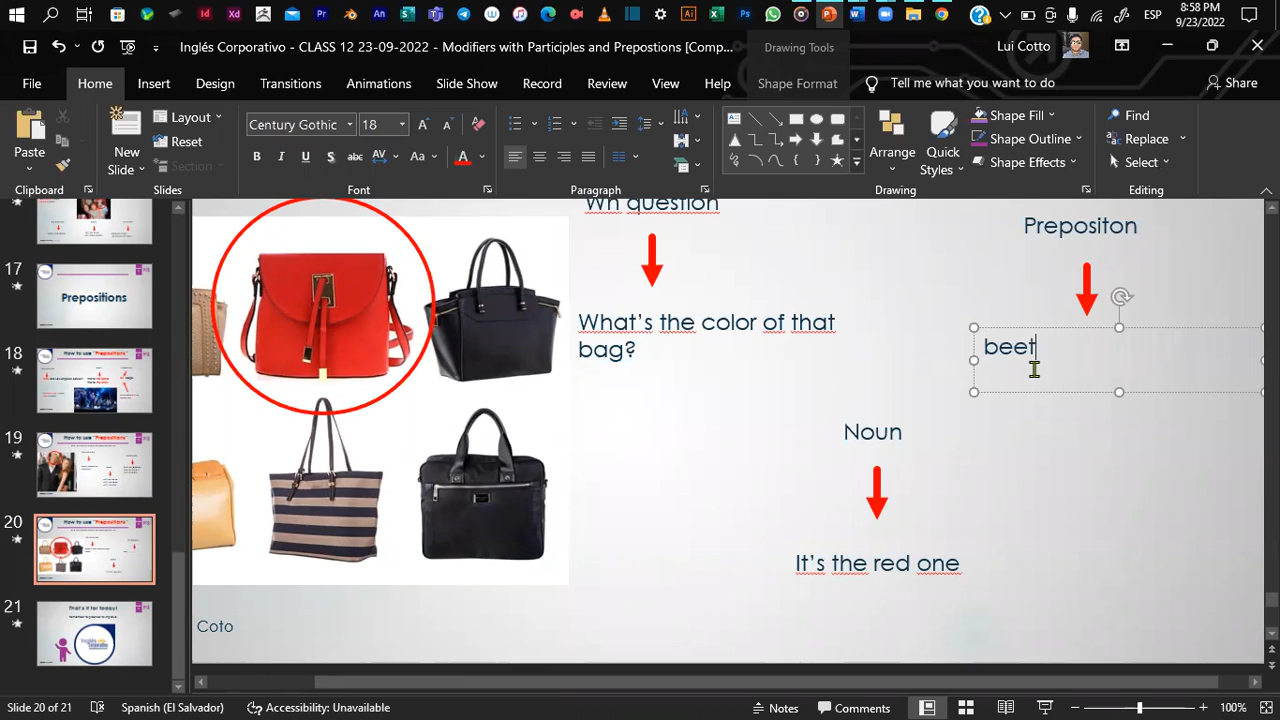 8:58 PM
ESP
9/23/2022
Inglés Corporativo - CLASS 12 23-09-2022 - Modifiers with Participles and Prepostions [Comp...
Drawing Tools
Lui Cotto
File
Home
Insert
Design
Transitions
Animations
Slide Show
Record
Review
View
Help
Shape Format
Tell me what you want to do
Share
Paste
Clipboard
New
Slide
Layout
Reset
Section
Slides
Century Gothic
18
Font
Paragraph
Arrange
Quick
Styles
Shape Fill
Shape Outline
Shape Effects
Drawing
Find
Replace
Select
Editing
17
Prepositions
18
How to use "Prepositions"
19
How to use "Prepositions"
20
How to use "Prepositions"
21
That's it for today!
Wh question
What's the color of that
bag?
Prepositon
beet
Noun
It's the red one
Coto
Slide 20 of 21
Spanish (El Salvador)
Accessibility: Unavailable
Notes
Comments
100%